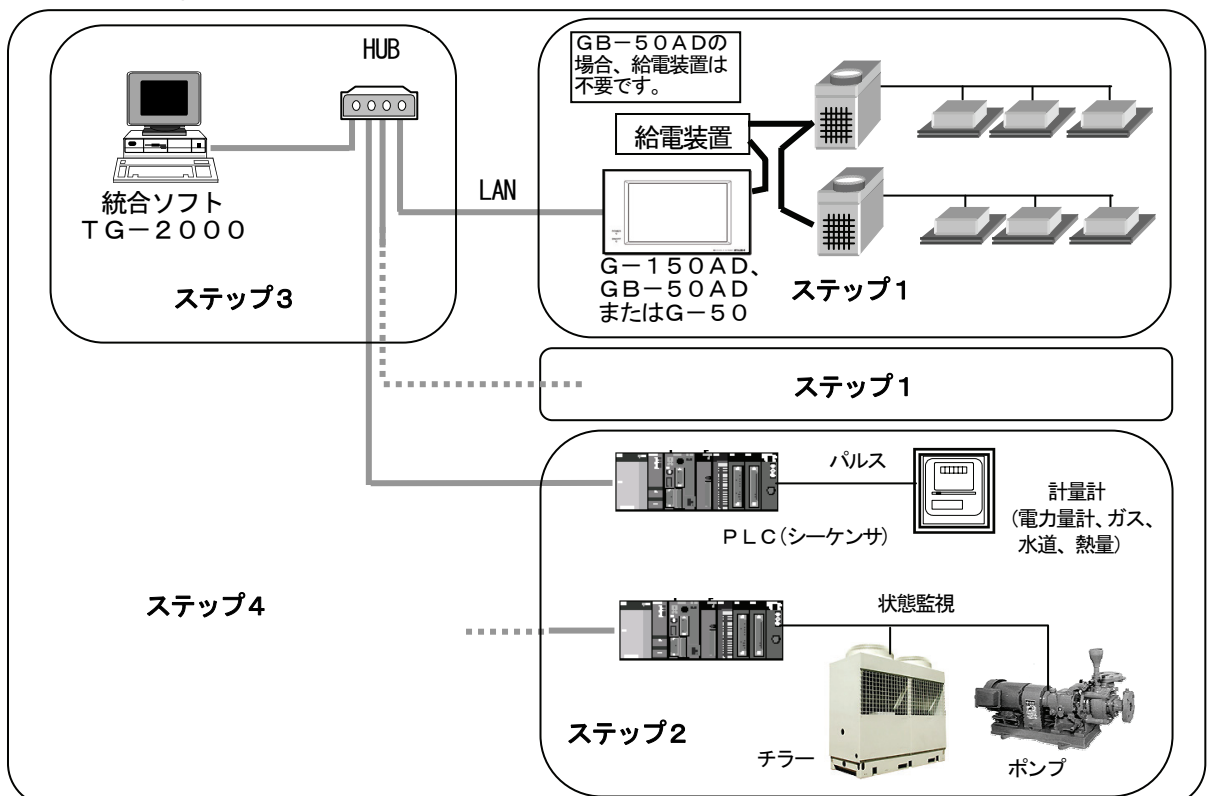 HUB
統合ソフト
TG-2000
ステップ3
LAN
GB-50ADの
場合、給電装置は
不要です。
給電装置
G-150AD、
GB-50AD
またはG-50
ステップ1
ステップ1
パルス
PLC(シーケンサ)
計量計
(電力量計、ガス、
水道、熱量)
ステップ4
状態監視
ステップ2
チラー
ポンプ